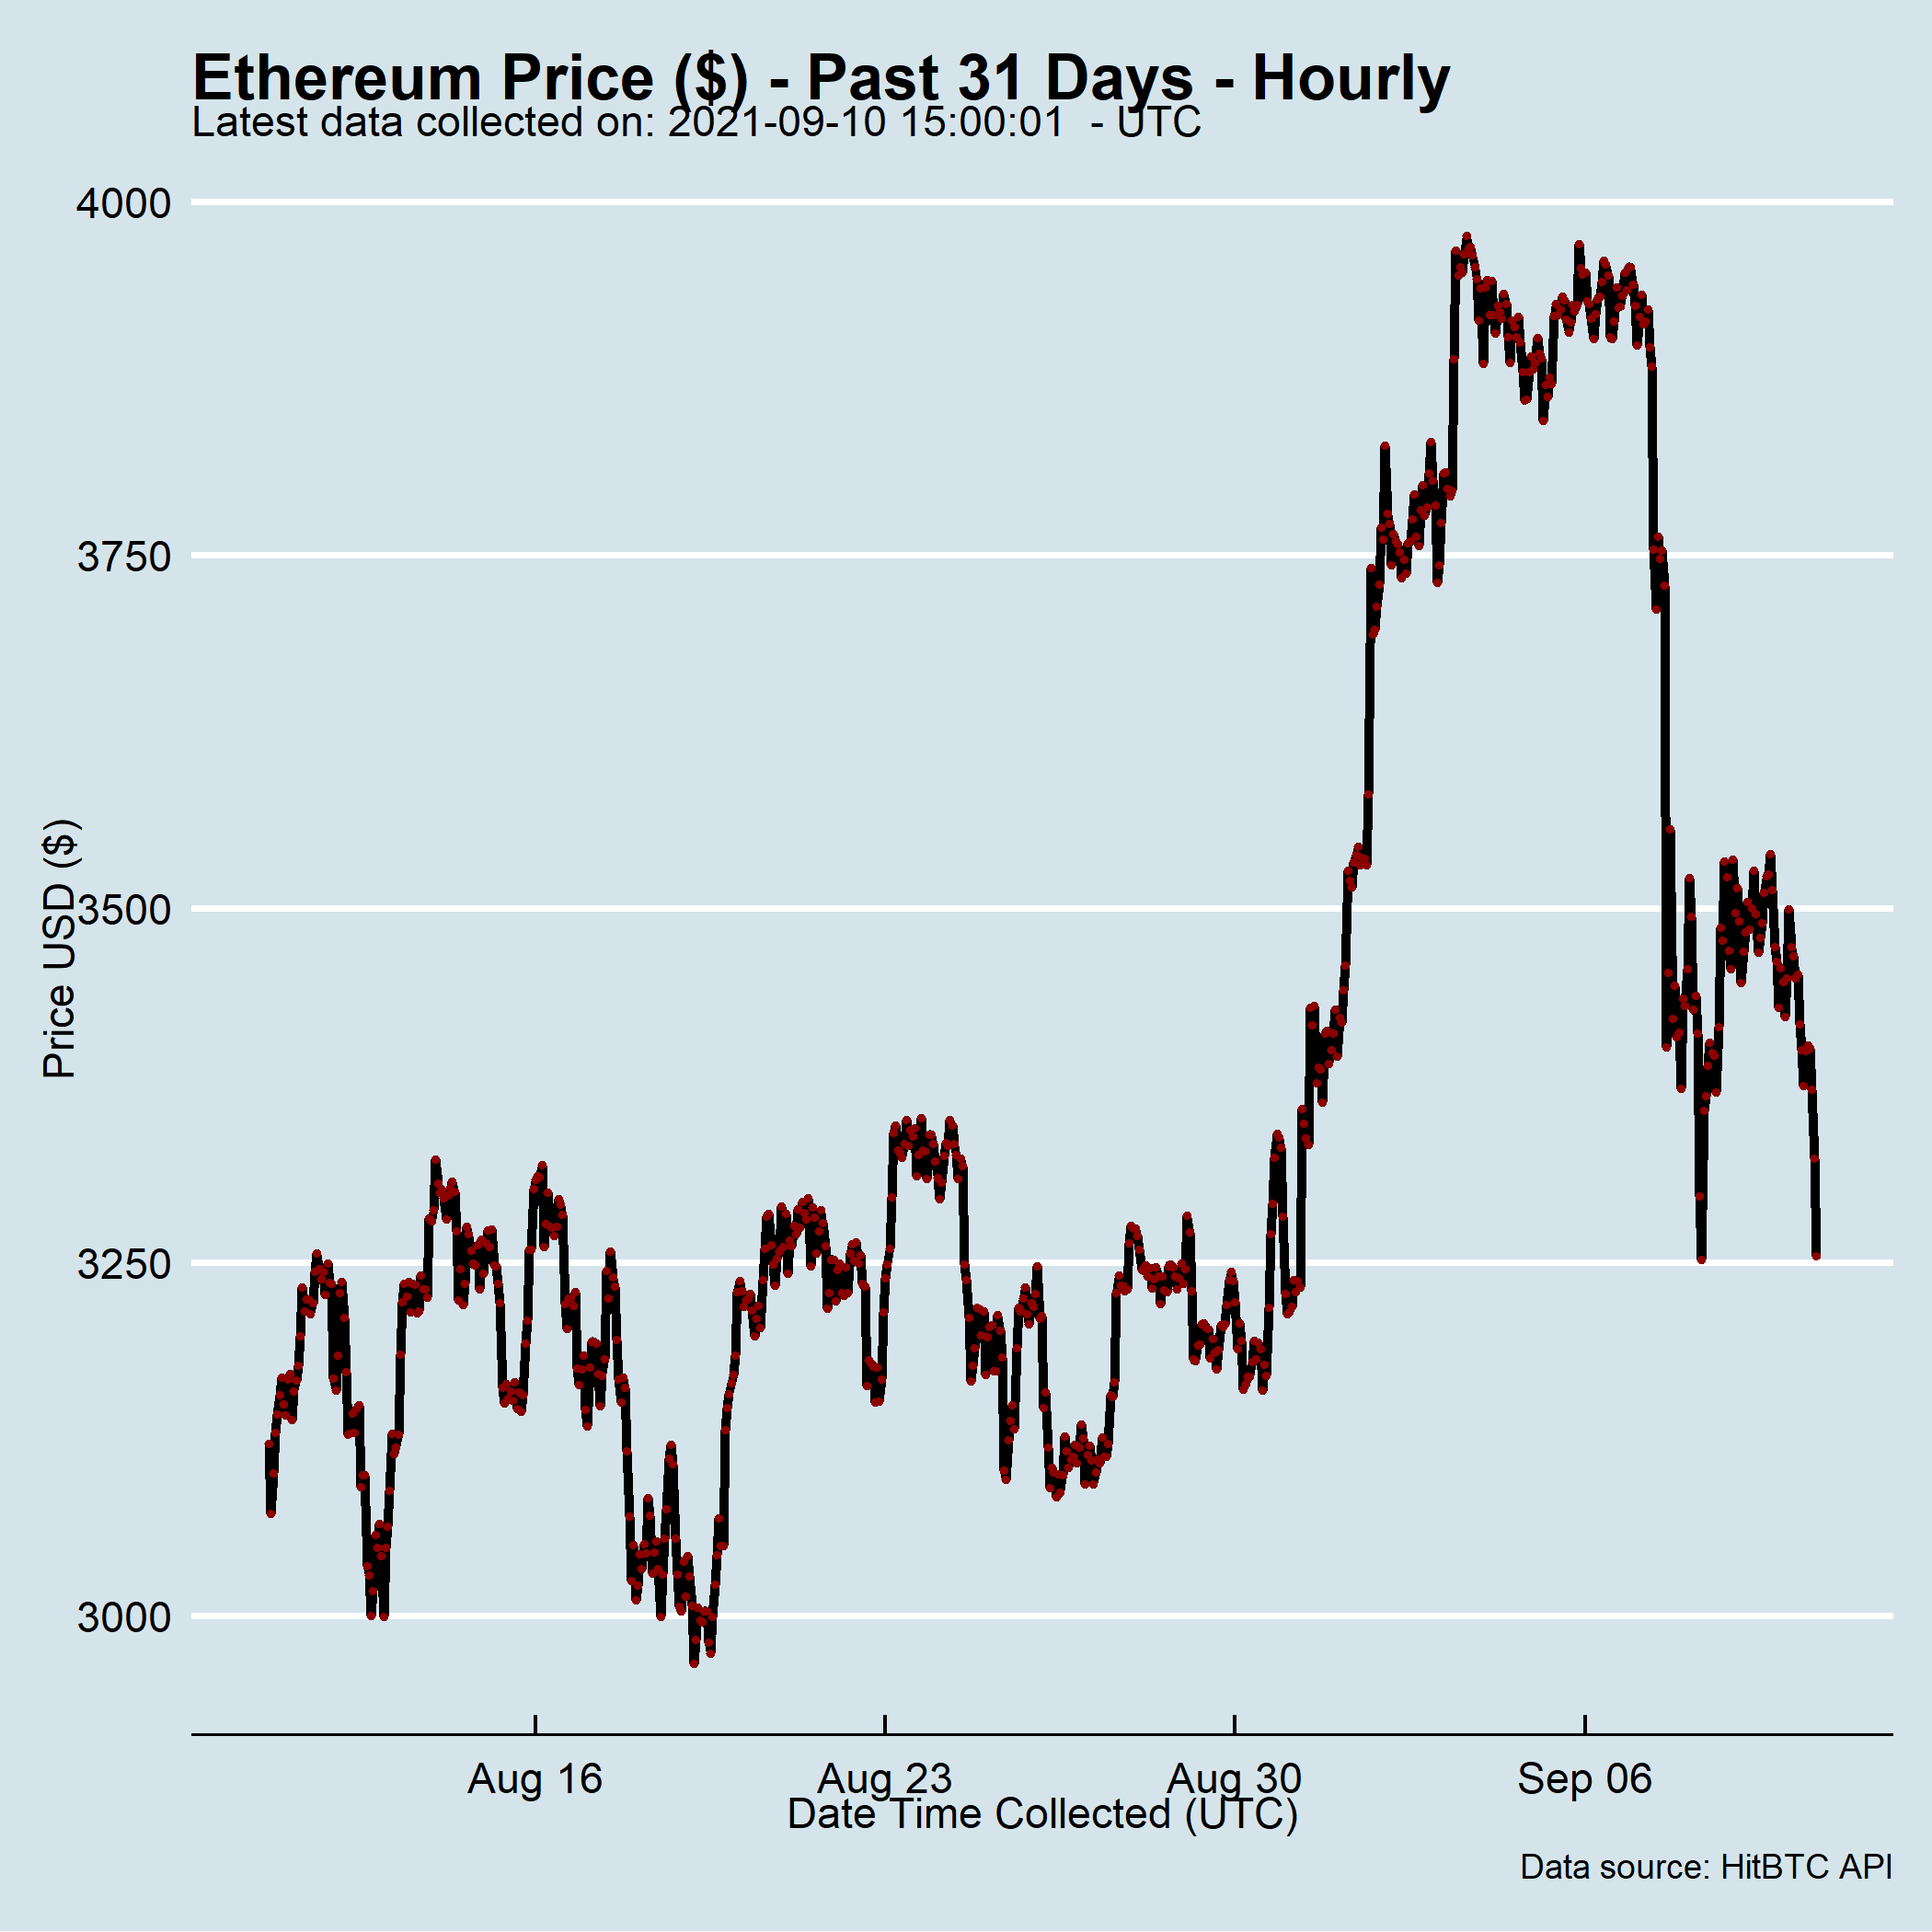 Ethereum Price ($) - Past 31 Days - Hourly
Latest data collected on: 2021-09-10 15:00:01  - UTC
4000
3750
3500
3250
3000
Price USD ($)
Aug 16 Aug 23 Aug 30 Sep 06
Date Time Collected (UTC)
Data source: HitBTC API